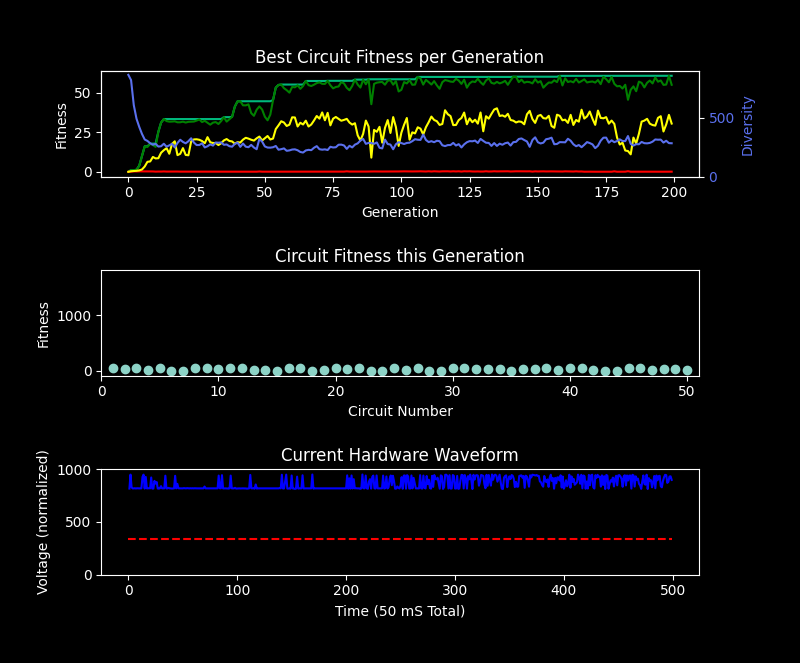 Best Circuit Fitness per Generation
50
25
0
Fitness
500
0
Diversity
0 25 50 75 100 125 150 175 200
Generation
Circuit Fitness this Generation
1000
0
Fitness
0 10 20 30 40 50
Circuit Number
Current Hardware Waveform
1000
500
0
Voltage (normalized)
0 100 200 300 400 500
Time (50 mS Total)